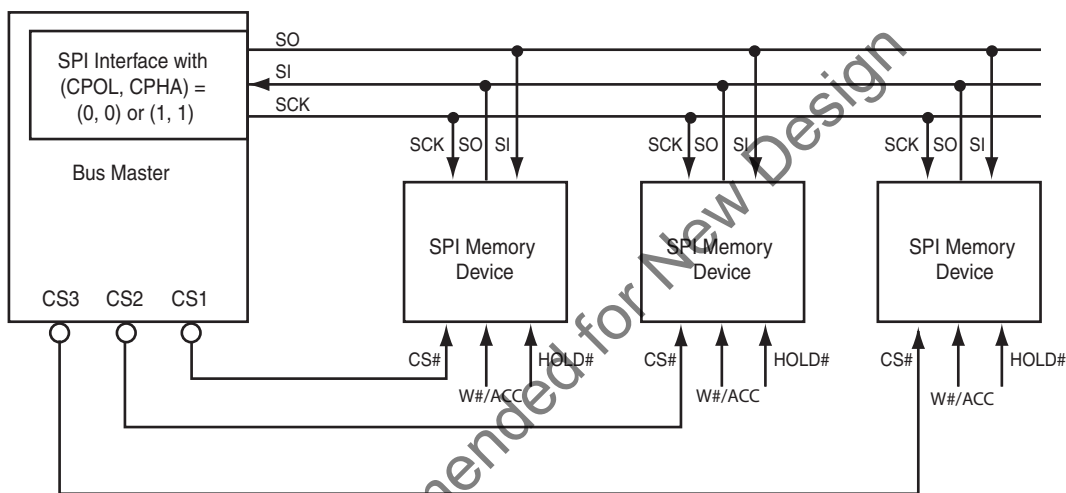 SO
SI
SCK
SPI Interface with
(CPOL, CPHA) =
(0, 0) or (1, 1)
Bus Master
CS3 CS2 CS1
SCK SO SI
SCK SO SI
SCK SO SI
SPI Memory
Device
SPI Memory
Device
SPI Memory
Device
CS# W#/ACC HOLD#
CS# W#/ACC HOLD#
CS# W#/ACC HOLD#
mended for New Design